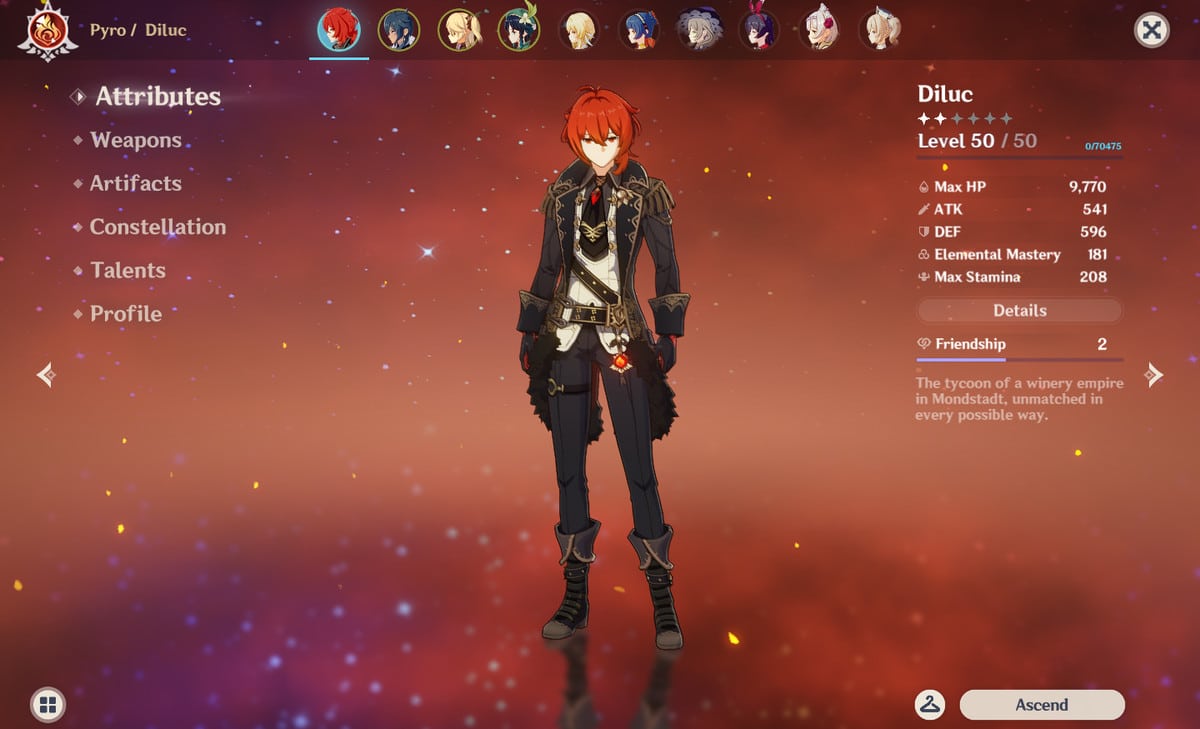 Pyro / Diluc
Attributes
Weapons
Artifacts
Constellation
Talents
Profile
Diluc
Level 50 / 50
0/70475
Max HP 9,770
ATK 541
DEF 596
Elemental Mastery 181
Max Stamina 208
Details
Friendship 2
The tycoon of a winery empire
in Mondstadt, unmatched in
every possible way.
Ascend